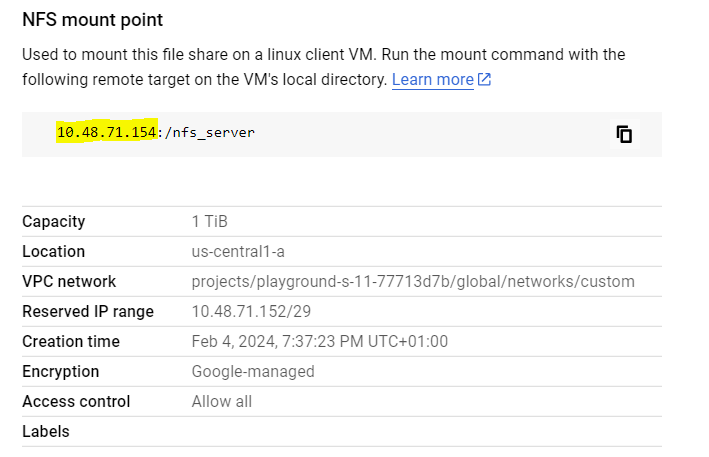 NFS mount point
Used to mount this file share on a linux client VM. Run the mount command with the
following remote target on the VM's local directory. Learn more
10.48.71.154:/nfs_server
Capacity 1 TiB
Location us-central1-a
VPC network projects/playground-s-11-77713d7b/global/networks/custom
Reserved IP range 10.48.71.152/29
Creation time Feb 4, 2024, 7:37:23 PM UTC+01:00
Encryption Google-managed
Access control Allow all
Labels